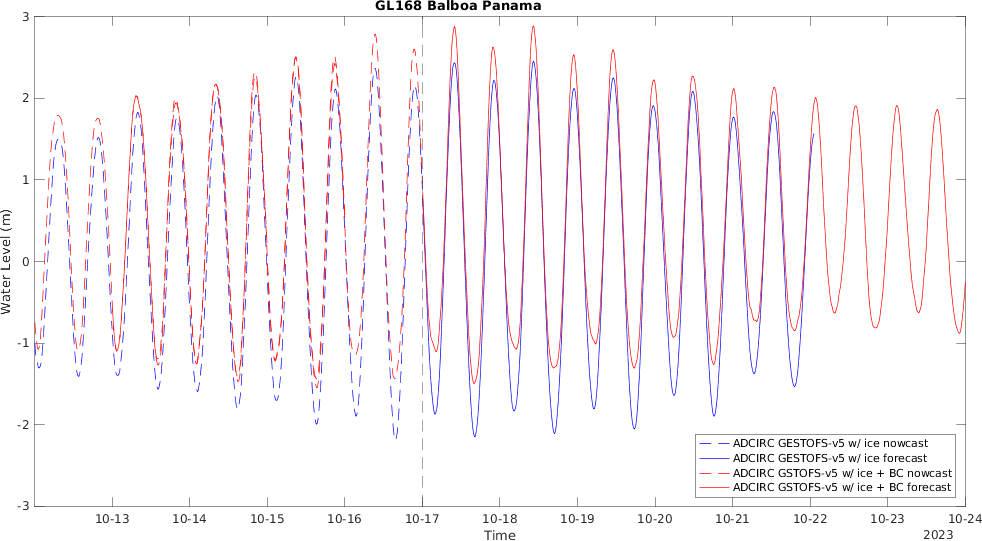 GL168 Balboa Panama
3
2
1
0
-1
-2
-3
Water Level (m)
10-13 10-14 10-15 10-16 10-17 10-18 10-19 10-20 10-21 10-22 10-23 10-24
Time
2023
ADCIRC GESTOFS-v5 w/ ice nowcast
ADCIRC GESTOFS-v5 w/ ice forecast
ADCIRC GSTOFS-v5 w/ ice + BC nowcast
ADCIRC GSTOFS-v5 w/ ice + BC forecast